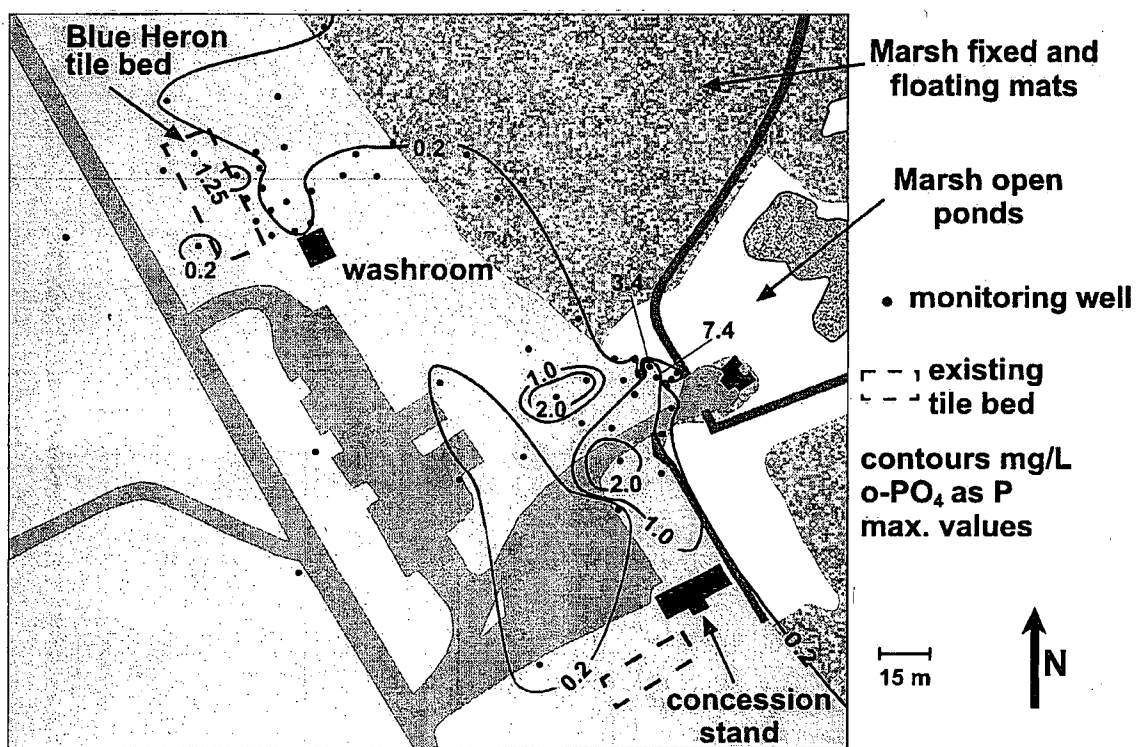 Blue Heron
tile bed
Marsh fixed and
floating mats
0.2
1.25
Marsh open
ponds
0.2
washroom
3.4
7.4
monitoring well
1.0
2.0
existing
tile bed
2.0
1.0
contours mg/L
o-PO₄ as P
max. values
0.2
0.2
15 m
N
concession
stand